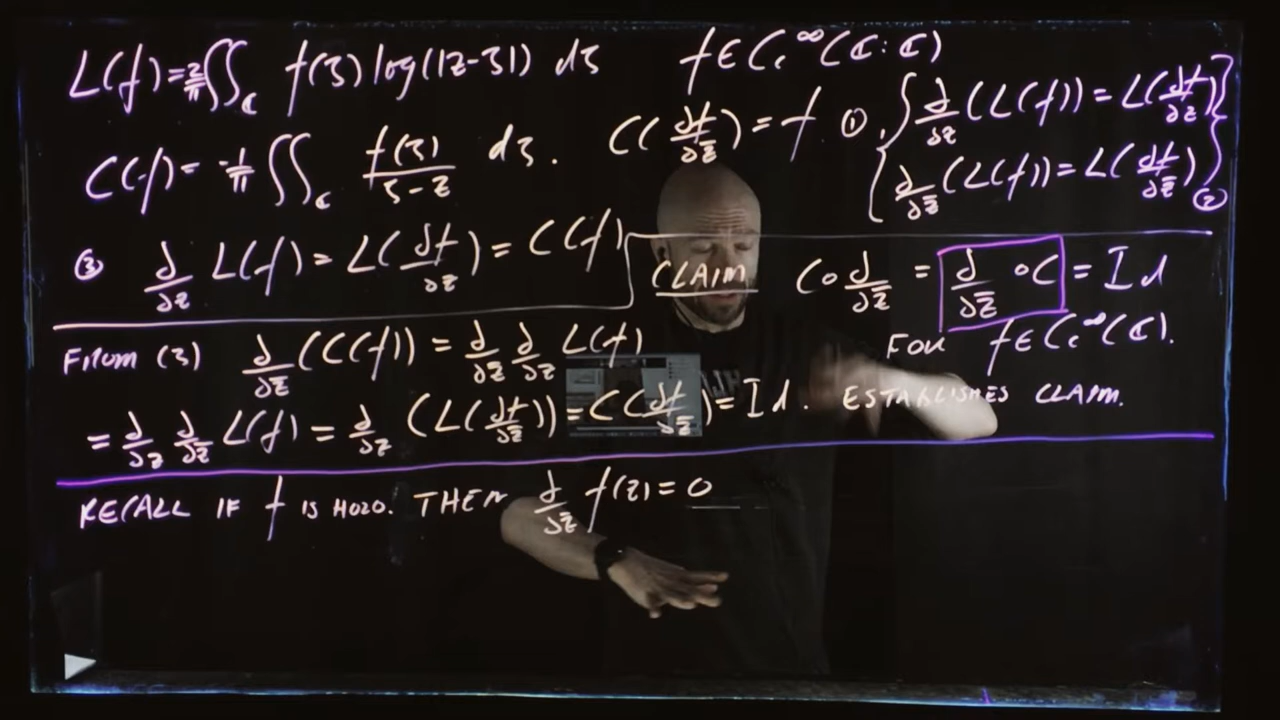 L(f) = 2/π ∬_ℂ f(ζ) log(|z-ζ|) dζ   f ∈ C_c^∞(ℂ:ℂ)
C(f) = -1/π ∬_ℂ f(ζ)/(ζ-z) dζ.   C(∂f/∂z̄) = f ①, { ∂/∂z (L(f)) = L(∂f/∂z)
∂/∂z̄ (L(f)) = L(∂f/∂z̄) } ②
③ ∂/∂z L(f) = L(∂f/∂z) = C(f)
CLAIM C∘∂/∂z̄ = ∂/∂z̄ ∘C = Id
FOR f ∈ C_c^∞(ℂ).
FROM (3) ∂/∂z̄ (C(f)) = ∂/∂z̄ ∂/∂z L(f)
= ∂/∂z ∂/∂z̄ L(f) = ∂/∂z (L(∂f/∂z̄)) = C(∂f/∂z̄) = Id. ESTABLISHES CLAIM.
RECALL IF f IS HOLO. THEN ∂/∂z̄ f(z) = 0